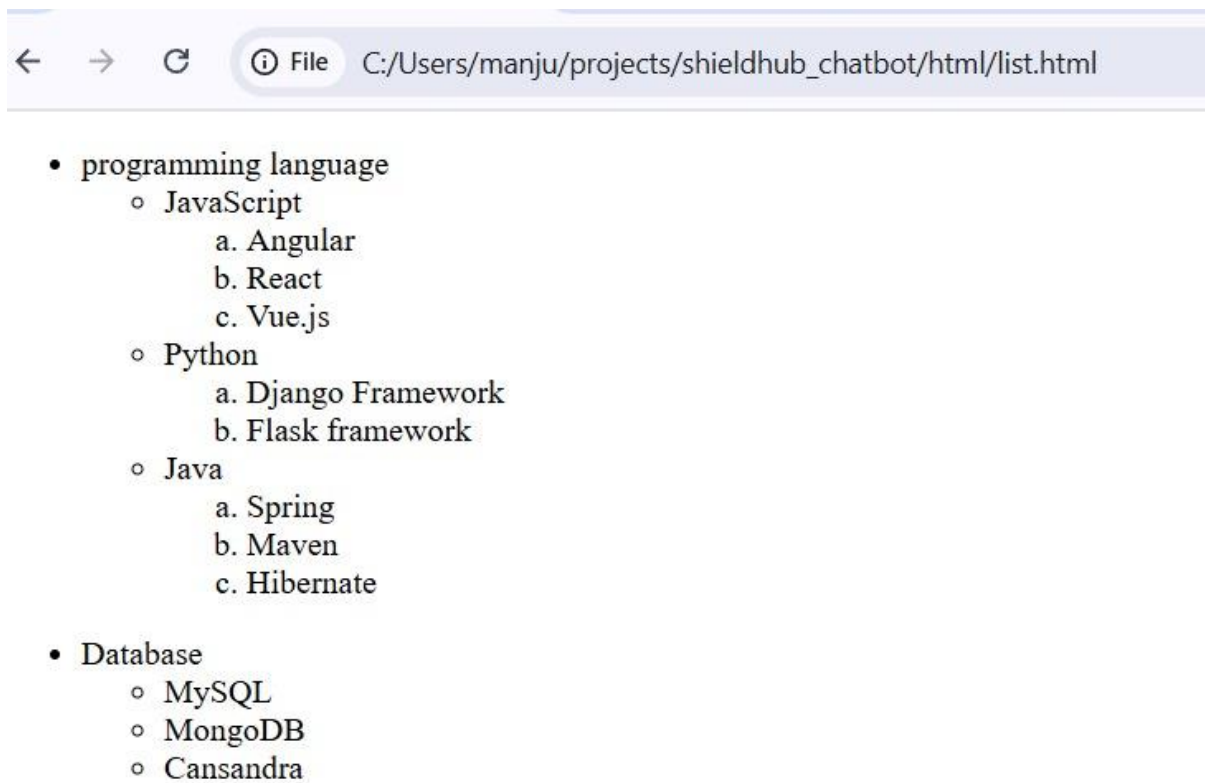 File C:/Users/manju/projects/shieldhub_chatbot/html/list.html
• programming language
◦ JavaScript
a. Angular
b. React
c. Vue.js
◦ Python
a. Django Framework
b. Flask framework
◦ Java
a. Spring
b. Maven
c. Hibernate
• Database
◦ MySQL
◦ MongoDB
◦ Cansandra